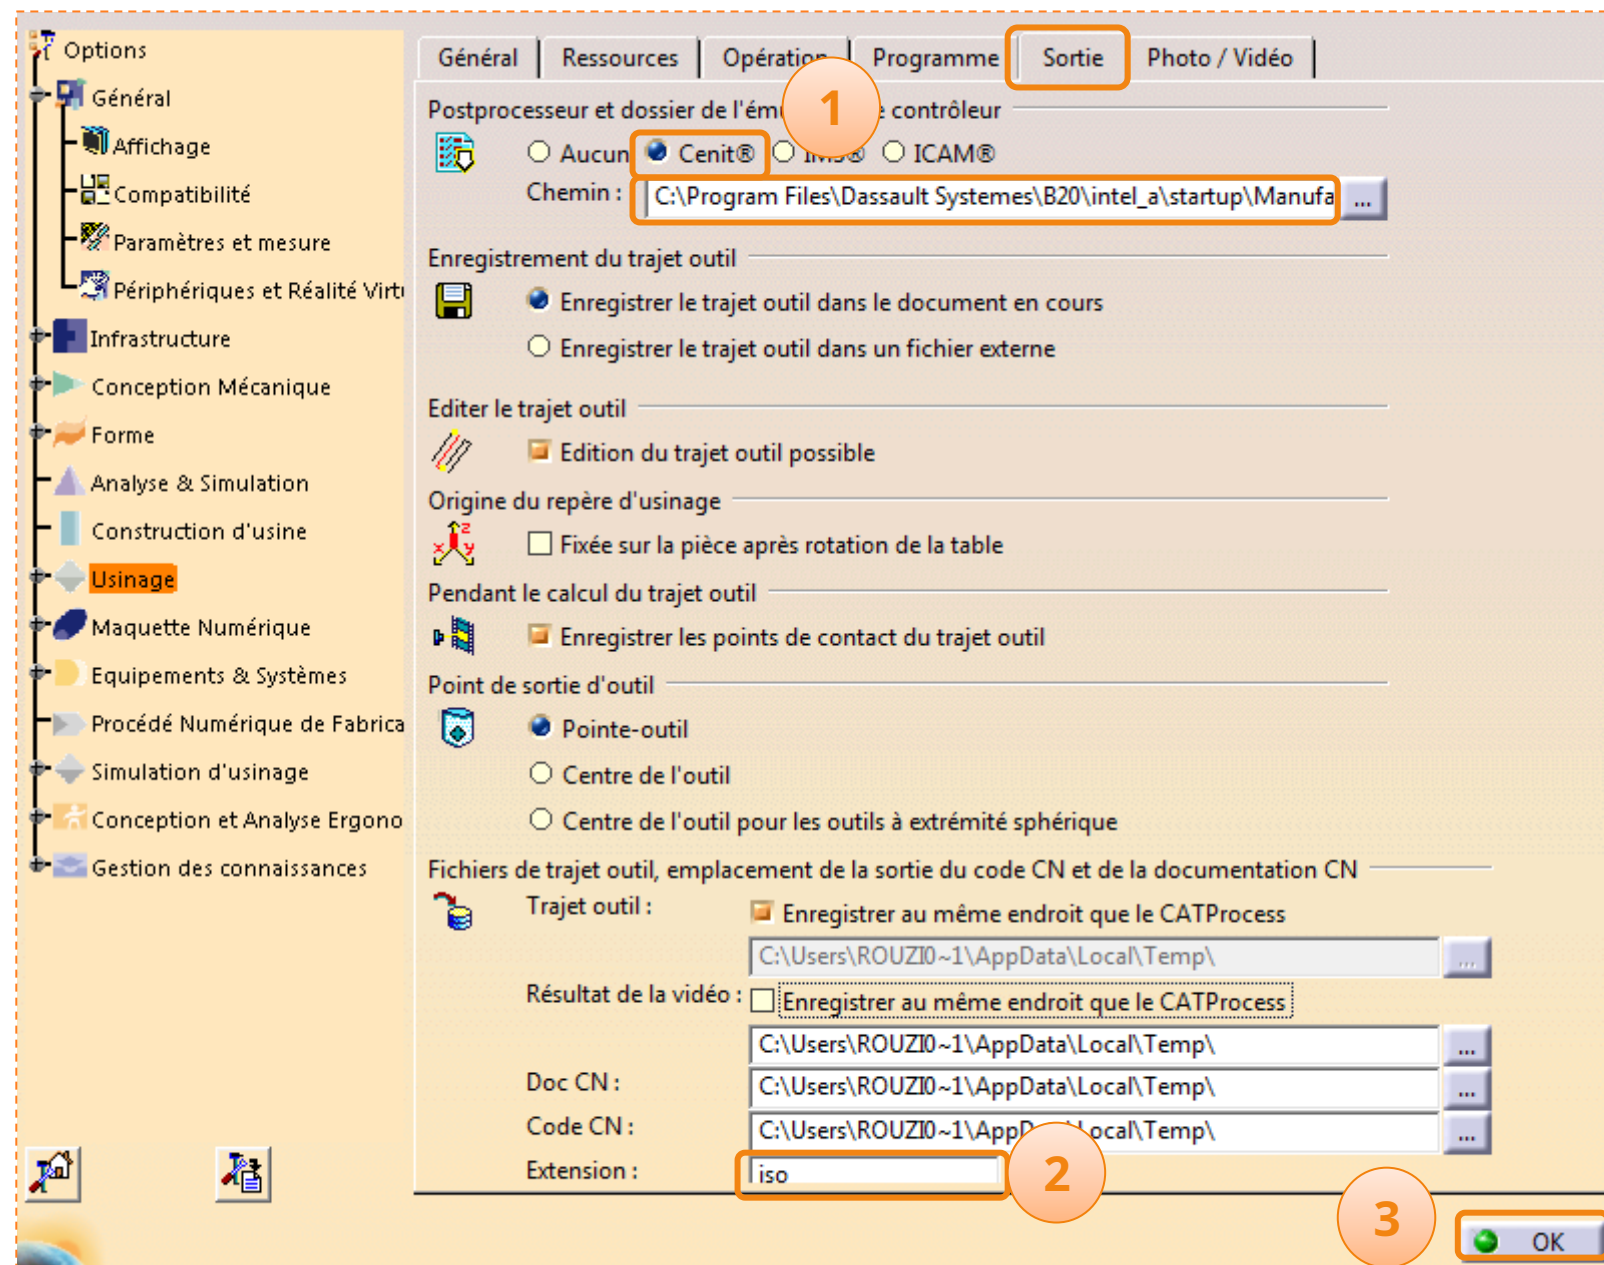 Options
Général
Affichage
Compatibilité
Paramètres et mesure
Périphériques et Réalité
Infrastructure
Conception Mécanique
Forme
Analyse & Simulation
Construction d'usine
Usinage
Maquette Numérique
Equipements & Systèmes
Procédé Numérique de
Simulation d'usinage
Conception et Analyse
Gestion des connaissances
Général Ressources Opération Programme Sortie Photo / Vidéo
Postprocesseur et dossier de contrôleur
1
Aucun Cenit® ICAM®
Chemin : C:\Program Files\Dassault Systemes\B20\intel_a\startup\Manufa ...
Enregistrement du trajet outil
Enregistrer le trajet outil dans le document en cours
Enregistrer le trajet outil dans un fichier externe
Editer le trajet outil
Edition du trajet outil possible
Origine du repère d'usinage
Fixée sur la pièce après rotation de la table
Pendant le calcul du trajet outil
Enregistrer les points de contact du trajet outil
Point de sortie d'outil
Pointe-outil
Centre de l'outil
Centre de l'outil pour les outils à extrémité sphérique
Fichiers de trajet outil, emplacement de la sortie du code CN et de la documentation CN
Trajet outil : Enregistrer au même endroit que le CATProcess
C:\Users\ROUZI0~1\AppData\Local\Temp\ ...
Résultat de la vidéo : Enregistrer au même endroit que le CATProcess
C:\Users\ROUZI0~1\AppData\Local\Temp\ ...
Doc CN : C:\Users\ROUZI0~1\AppData\Local\Temp\ ...
Code CN : C:\Users\ROUZI0~1\AppData\Local\Temp\ ...
Extension : iso
2
3
OK